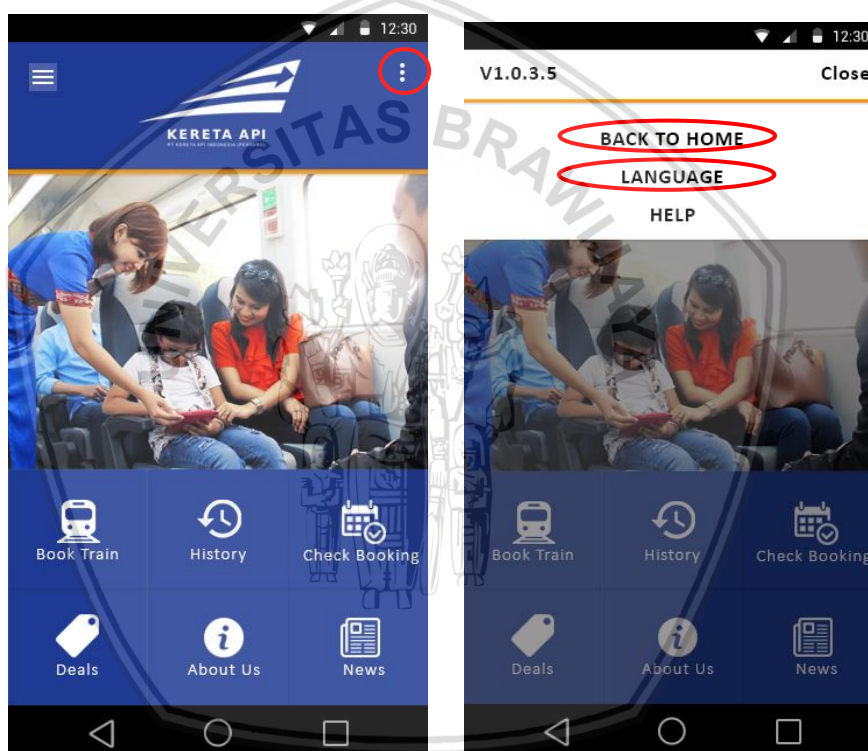 12:30
KERETA API
PT KERETA API INDONESIA (PERSERO)
Book Train
History
Check Booking
Deals
About Us
News
12:30
V1.0.3.5
Close
BACK TO HOME
LANGUAGE
HELP
Book Train
History
Check Booking
Deals
About Us
News
UNIVERSITAS BRAWIJAYA